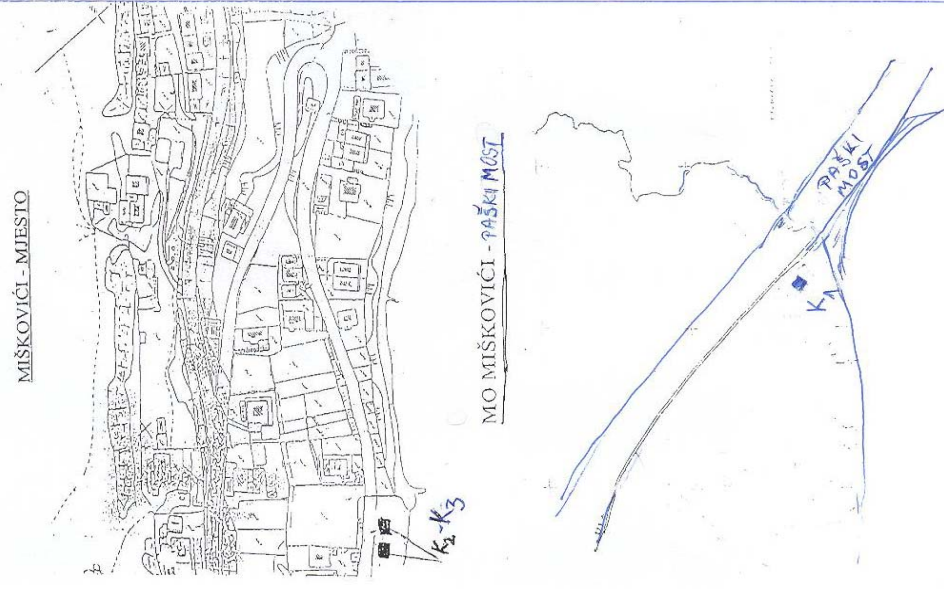 MIŠKOVIĆI - MJESTO
K2-K3
MO MIŠKOVIĆI - PAŠKI MOST
PAŠKI
MOST
K1